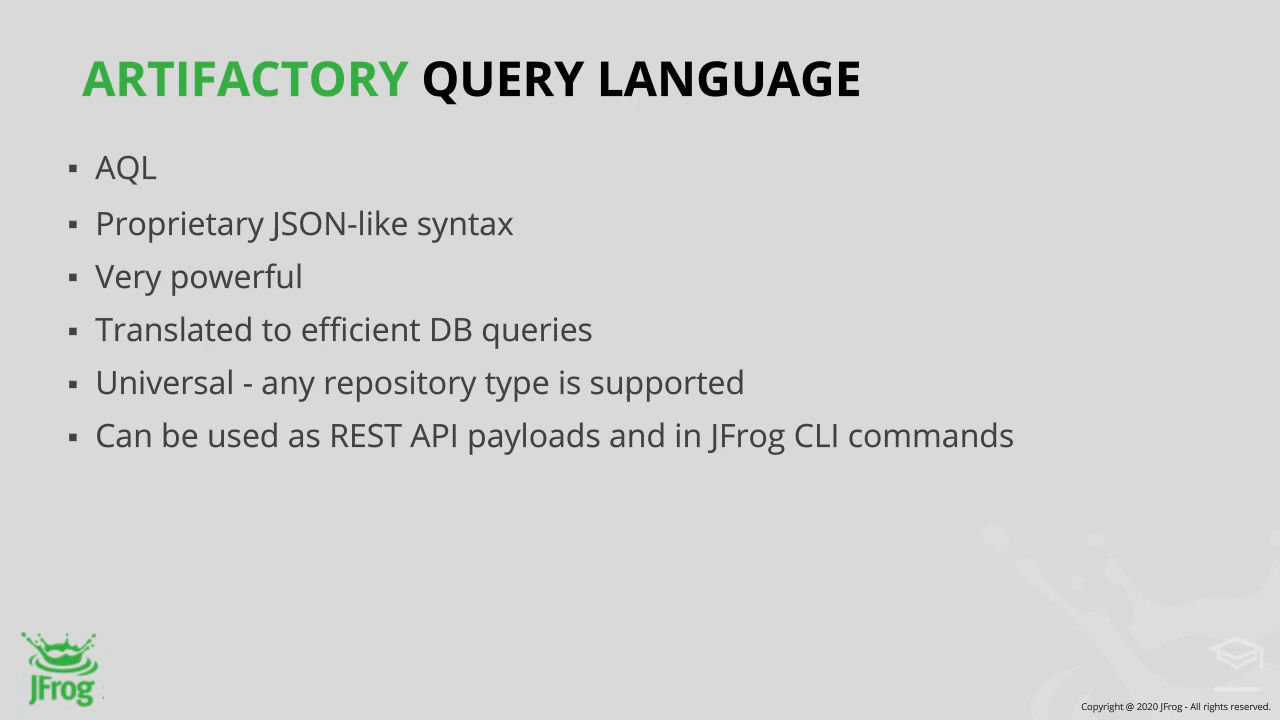 ARTIFACTORY QUERY LANGUAGE
▪ AQL
▪ Proprietary JSON-like syntax
▪ Very powerful
▪ Translated to efficient DB queries
▪ Universal - any repository type is supported
▪ Can be used as REST API payloads and in JFrog CLI commands
JFrog
Copyright @ 2020 JFrog - All rights reserved.